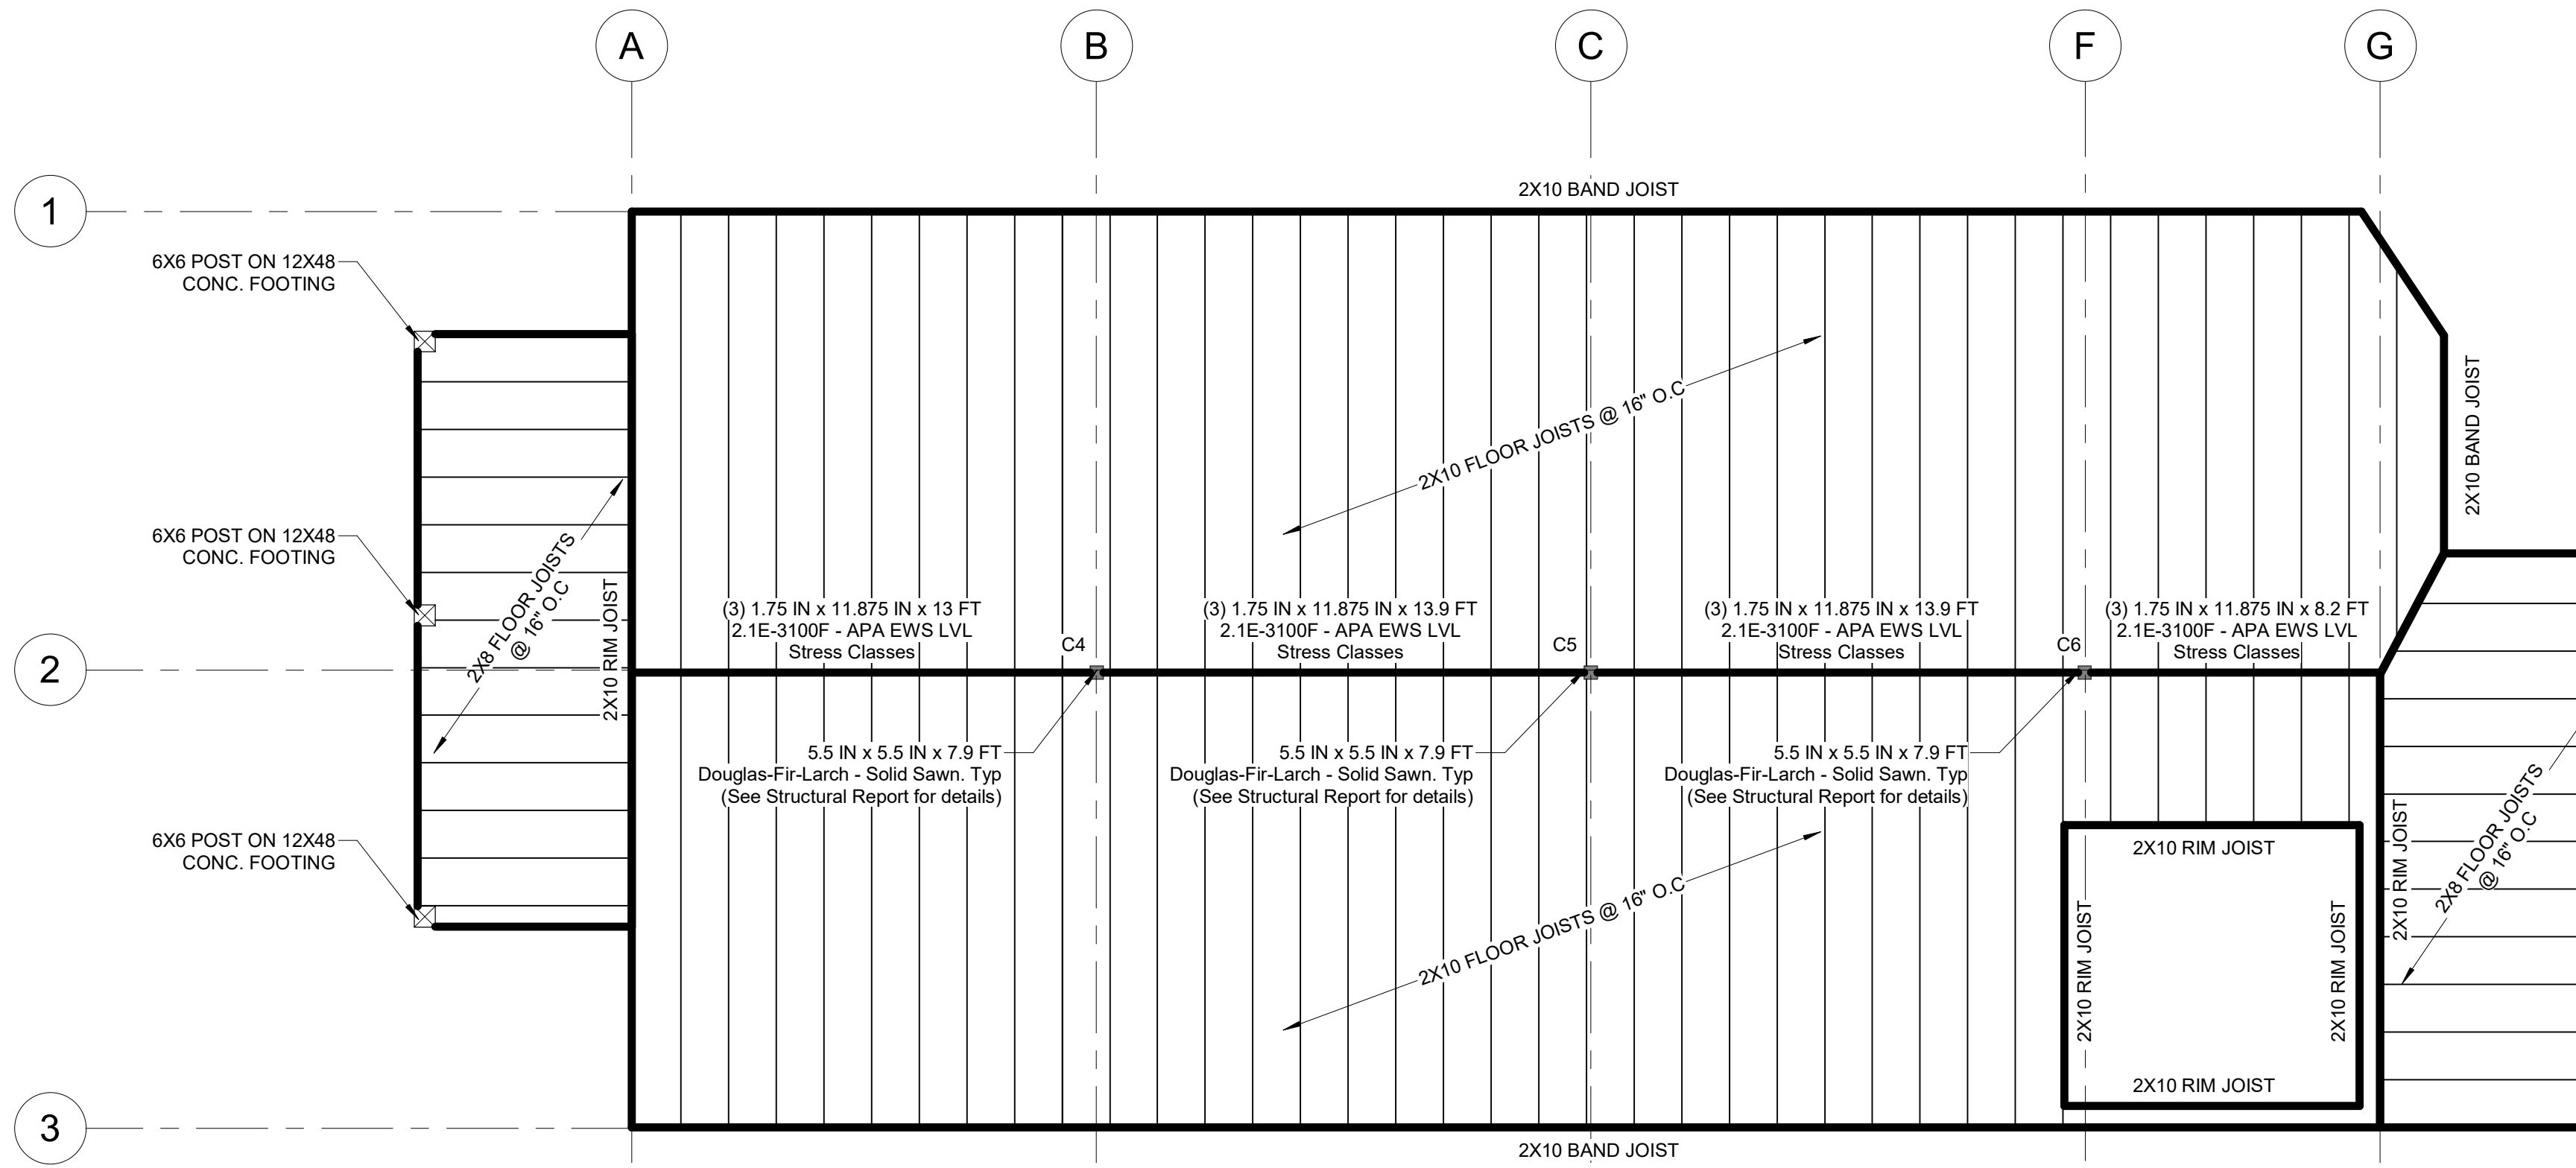 A
B
C
F
G
1
2X10 BAND JOIST
6X6 POST ON 12X48
CONC. FOOTING
2X10 FLOOR JOISTS @ 16" O.C
2X10 BAND JOIST
6X6 POST ON 12X48
CONC. FOOTING
2X8 FLOOR JOISTS
@ 16" O.C
2X10 RIM JOIST
(3) 1.75 IN x 11.875 IN x 13 FT
2.1E-3100F - APA EWS LVL
Stress Classes
C4
(3) 1.75 IN x 11.875 IN x 13.9 FT
2.1E-3100F - APA EWS LVL
Stress Classes
C5
(3) 1.75 IN x 11.875 IN x 13.9 FT
2.1E-3100F - APA EWS LVL
Stress Classes
C6
(3) 1.75 IN x 11.875 IN x 8.2 FT
2.1E-3100F - APA EWS LVL
Stress Classes
2
5.5 IN x 5.5 IN x 7.9 FT
Douglas-Fir-Larch - Solid Sawn. Typ
(See Structural Report for details)
5.5 IN x 5.5 IN x 7.9 FT
Douglas-Fir-Larch - Solid Sawn. Typ
(See Structural Report for details)
5.5 IN x 5.5 IN x 7.9 FT
Douglas-Fir-Larch - Solid Sawn. Typ
(See Structural Report for details)
6X6 POST ON 12X48
CONC. FOOTING
2X10 FLOOR JOISTS @ 16" O.C
2X10 RIM JOIST
2X10 RIM JOIST
2X10 RIM JOIST
2X10 RIM JOIST
2X10 RIM JOIST
2X8 FLOOR JOISTS
@ 16" O.C
3
2X10 BAND JOIST